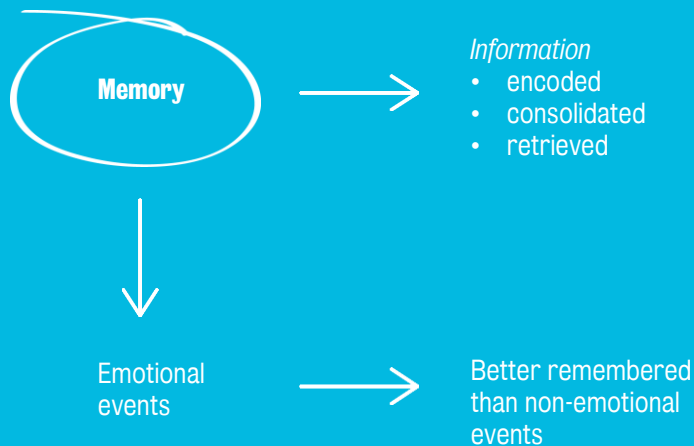 Memory
Information
• encoded
• consolidated
• retrieved
Emotional
events
Better remembered
than non-emotional
events